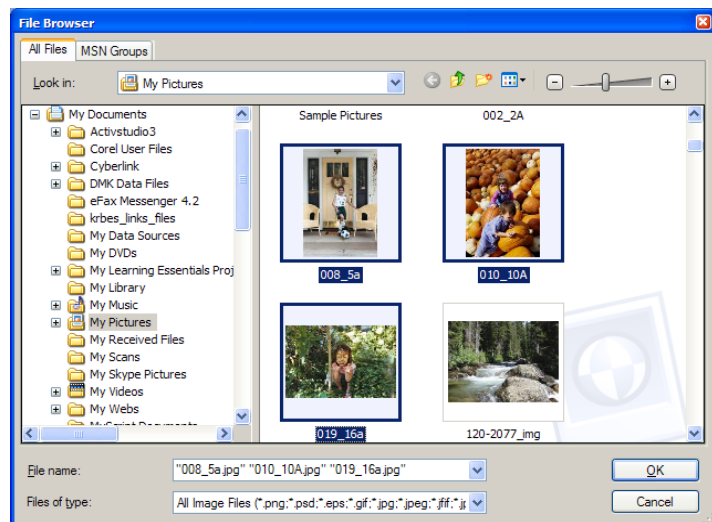 File Browser
All Files
MSN Groups
Look in:
My Pictures
My Documents
Activstudio3
Corel User Files
Cyberlink
DMK Data Files
eFax Messenger 4.2
krbes_links_files
My Data Sources
My DVDs
My Learning Essentials Proj
My Library
My Music
My Pictures
My Received Files
My Scans
My Skype Pictures
My Videos
My Webs
MyScript Documents
Sample Pictures
002_2A
008_5a
010_10A
019_16a
120-2077_img
File name:
"008_5a.jpg" "010_10A.jpg" "019_16a.jpg"
OK
Files of type:
All Image Files (*.png;*.psd;*.eps;*.gif;*.jpg;*.jpeg;*.jfif;*.j
Cancel